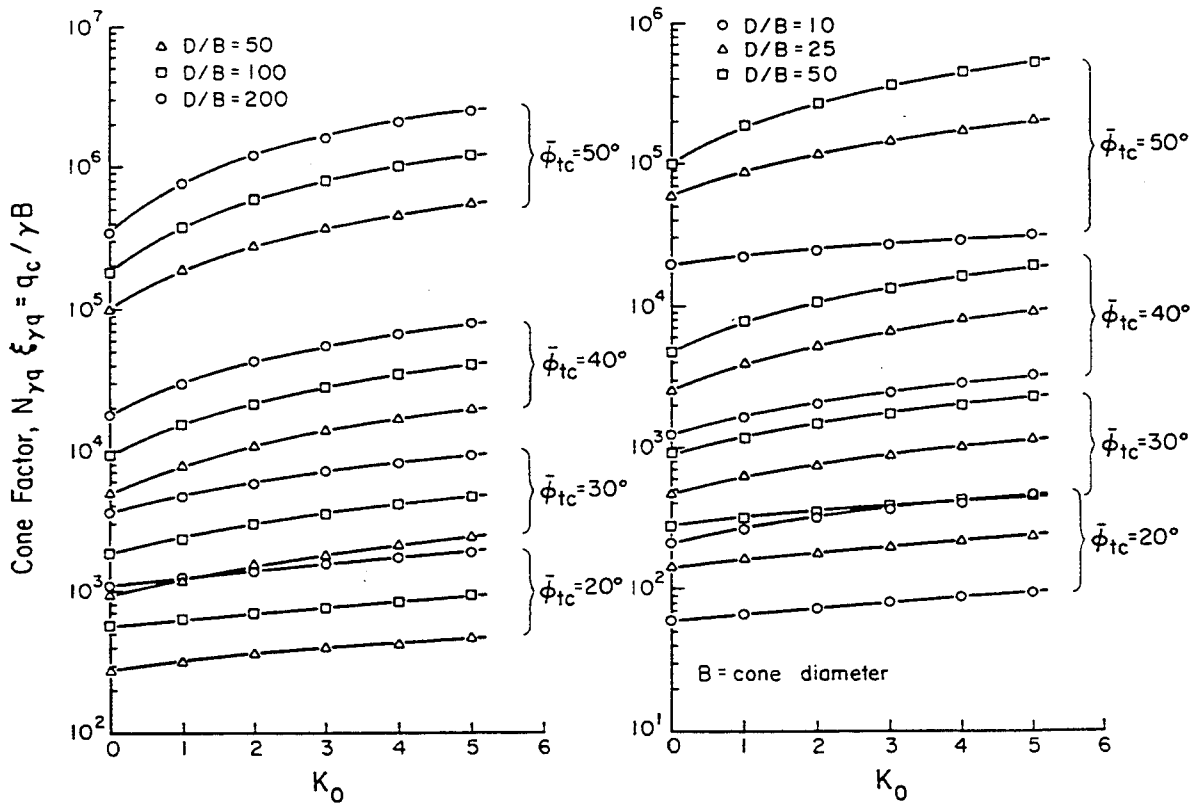 Cone Factor, Nγq ξγq = qc / γB
10⁷
10⁶
10⁵
10⁴
10³
10²
△ D/B=50
□ D/B=100
○ D/B=200
φ̄tc=50°
φ̄tc=40°
φ̄tc=30°
φ̄tc=20°
0 1 2 3 4 5 6
K₀
10⁶
10⁵
10⁴
10³
10²
10¹
○ D/B=10
△ D/B=25
□ D/B=50
φ̄tc=50°
φ̄tc=40°
φ̄tc=30°
φ̄tc=20°
B = cone diameter
0 1 2 3 4 5 6
K₀